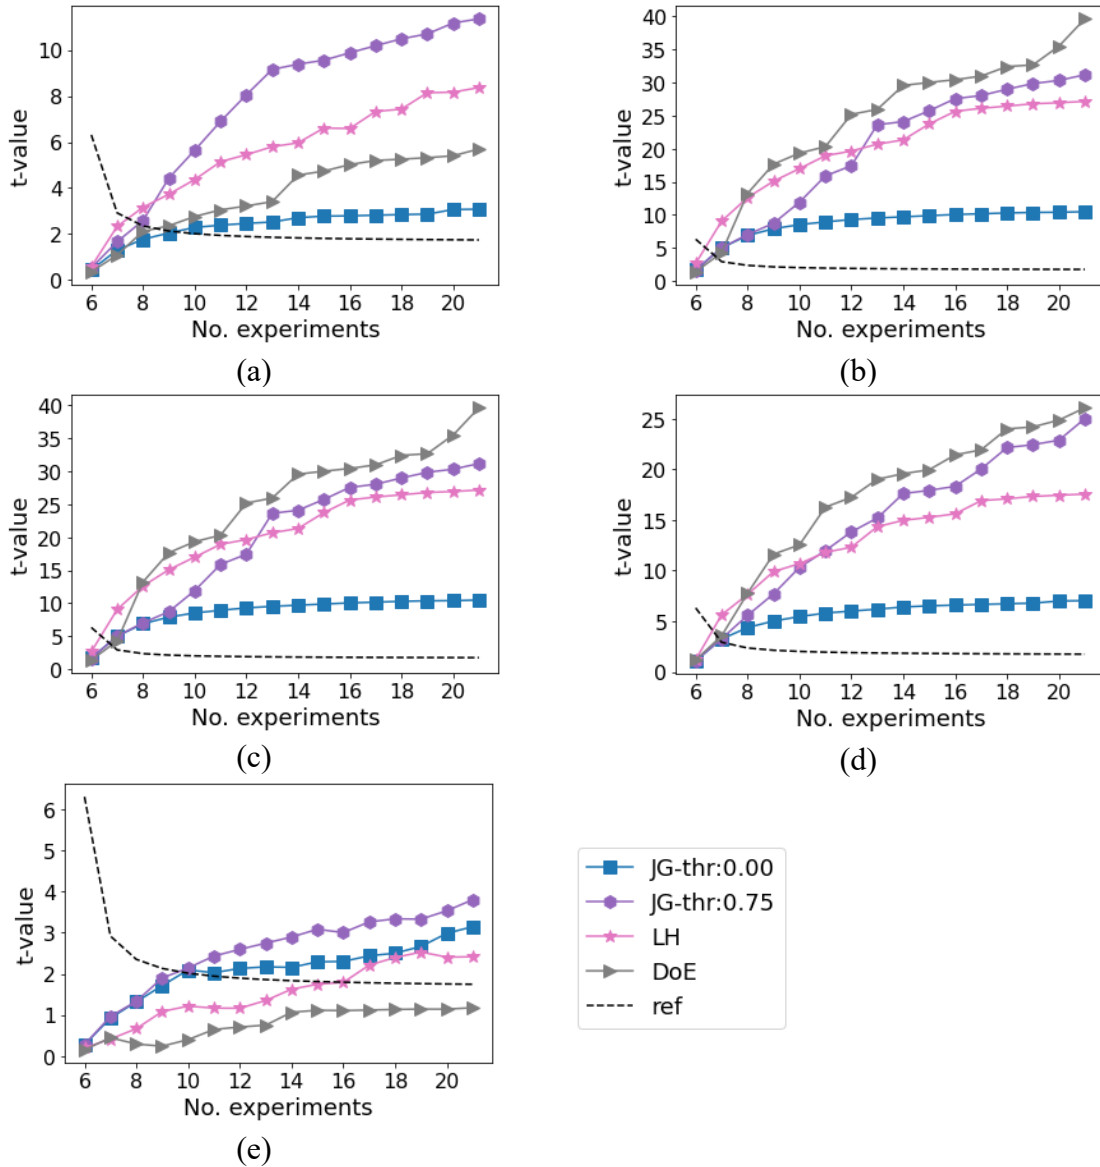 10
8
6
4
2
0
t-value
6 8 10 12 14 16 18 20
No. experiments
(a)
40
35
30
25
20
15
10
5
0
t-value
6 8 10 12 14 16 18 20
No. experiments
(b)
40
35
30
25
20
15
10
5
0
t-value
6 8 10 12 14 16 18 20
No. experiments
(c)
25
20
15
10
5
0
t-value
6 8 10 12 14 16 18 20
No. experiments
(d)
6
5
4
3
2
1
0
t-value
6 8 10 12 14 16 18 20
No. experiments
(e)
JG-thr:0.00
JG-thr:0.75
LH
DoE
ref